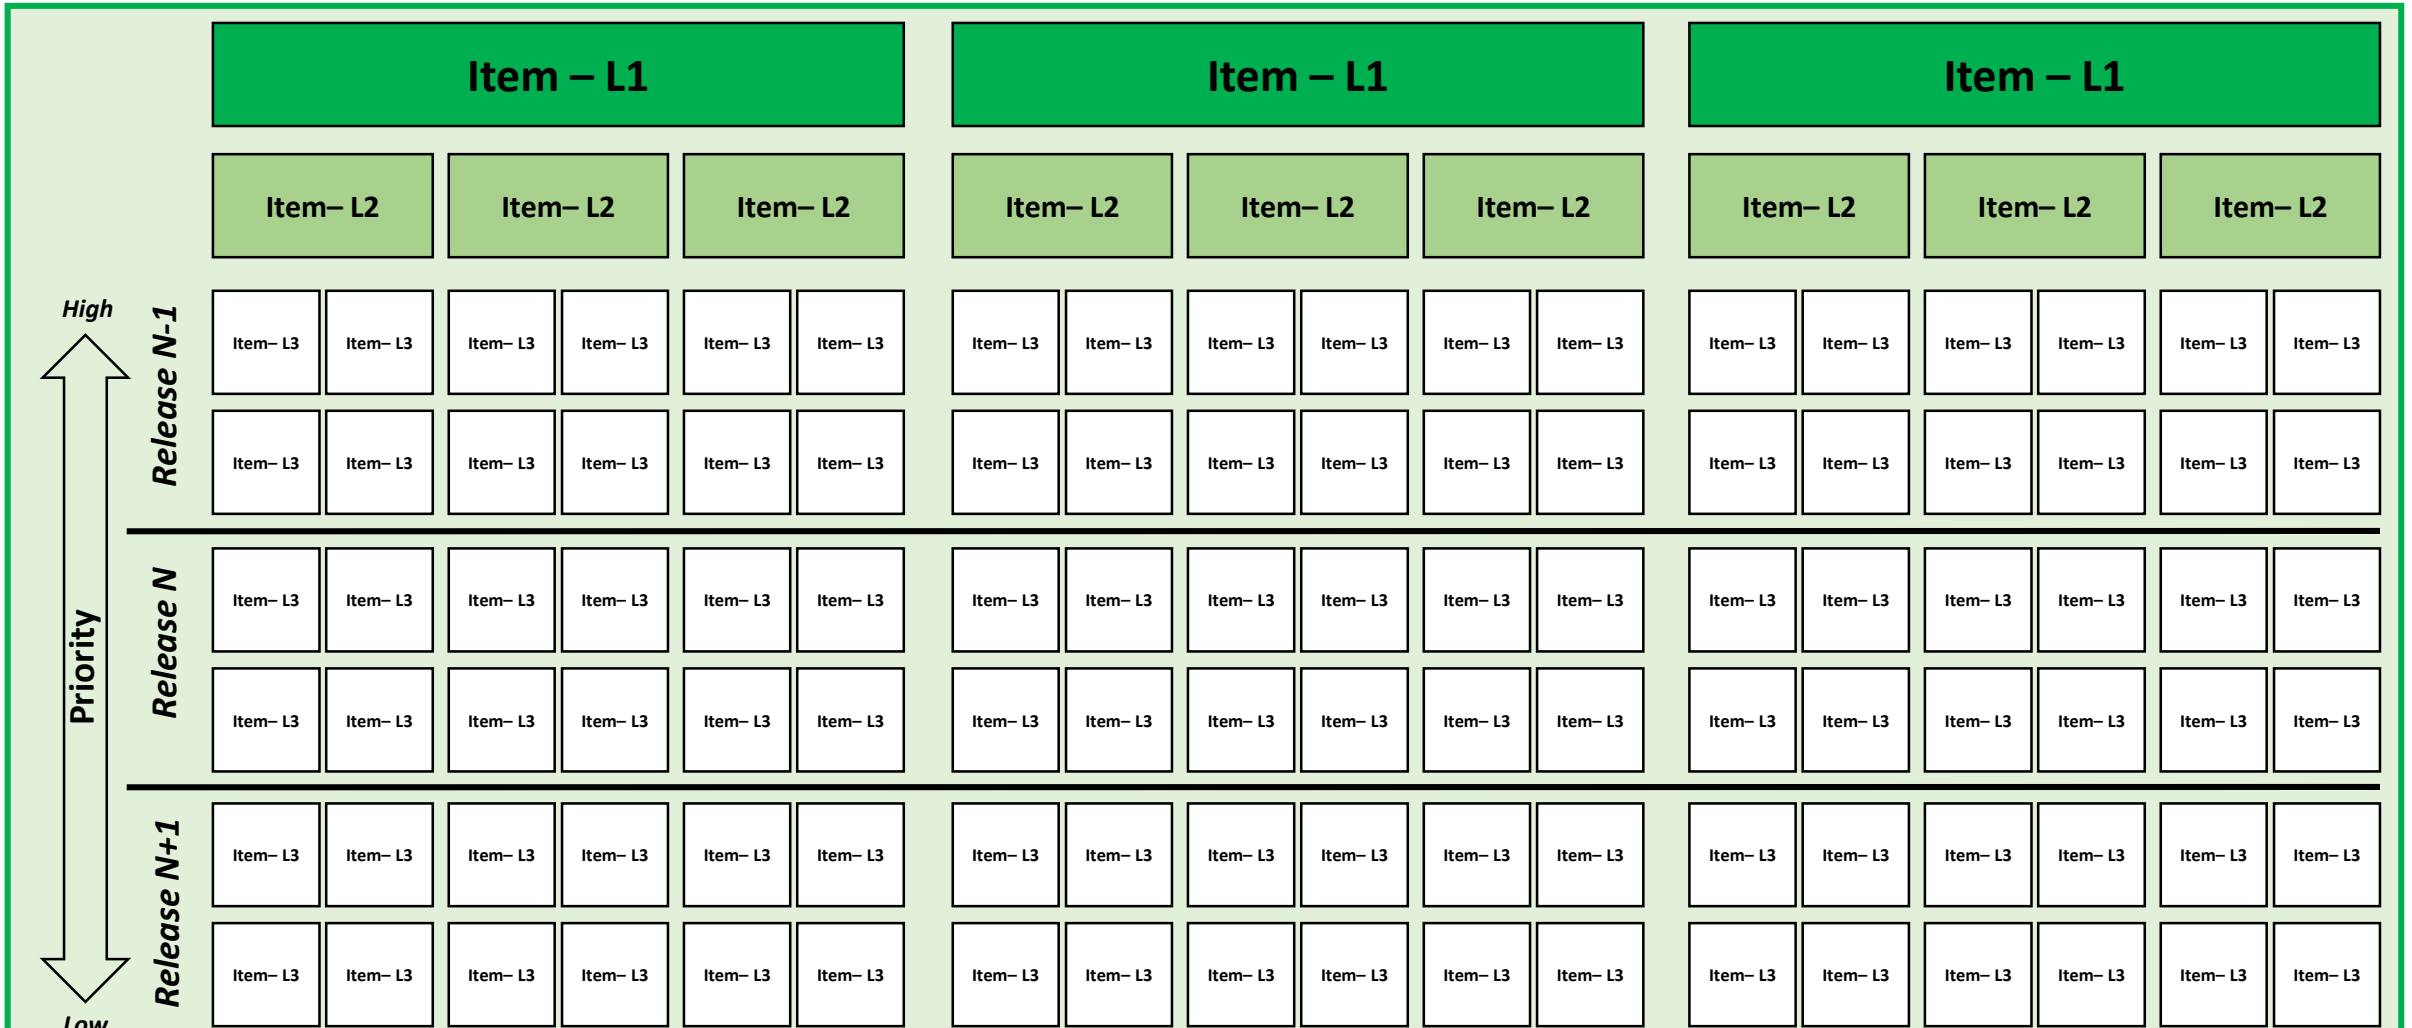 Item – L1 Item – L1 Item – L1
Item– L2 Item– L2 Item– L2 Item– L2 Item– L2 Item– L2 Item– L2 Item– L2 Item– L2
High
Release N-1
Item– L3 Item– L3 Item– L3 Item– L3 Item– L3 Item– L3 Item– L3 Item– L3 Item– L3 Item– L3 Item– L3 Item– L3 Item– L3 Item– L3 Item– L3 Item– L3 Item– L3 Item– L3
Item– L3 Item– L3 Item– L3 Item– L3 Item– L3 Item– L3 Item– L3 Item– L3 Item– L3 Item– L3 Item– L3 Item– L3 Item– L3 Item– L3 Item– L3 Item– L3 Item– L3 Item– L3
Priority
Release N
Item– L3 Item– L3 Item– L3 Item– L3 Item– L3 Item– L3 Item– L3 Item– L3 Item– L3 Item– L3 Item– L3 Item– L3 Item– L3 Item– L3 Item– L3 Item– L3 Item– L3 Item– L3
Item– L3 Item– L3 Item– L3 Item– L3 Item– L3 Item– L3 Item– L3 Item– L3 Item– L3 Item– L3 Item– L3 Item– L3 Item– L3 Item– L3 Item– L3 Item– L3 Item– L3 Item– L3
Release N+1
Item– L3 Item– L3 Item– L3 Item– L3 Item– L3 Item– L3 Item– L3 Item– L3 Item– L3 Item– L3 Item– L3 Item– L3 Item– L3 Item– L3 Item– L3 Item– L3 Item– L3 Item– L3
Item– L3 Item– L3 Item– L3 Item– L3 Item– L3 Item– L3 Item– L3 Item– L3 Item– L3 Item– L3 Item– L3 Item– L3 Item– L3 Item– L3 Item– L3 Item– L3 Item– L3 Item– L3
Low